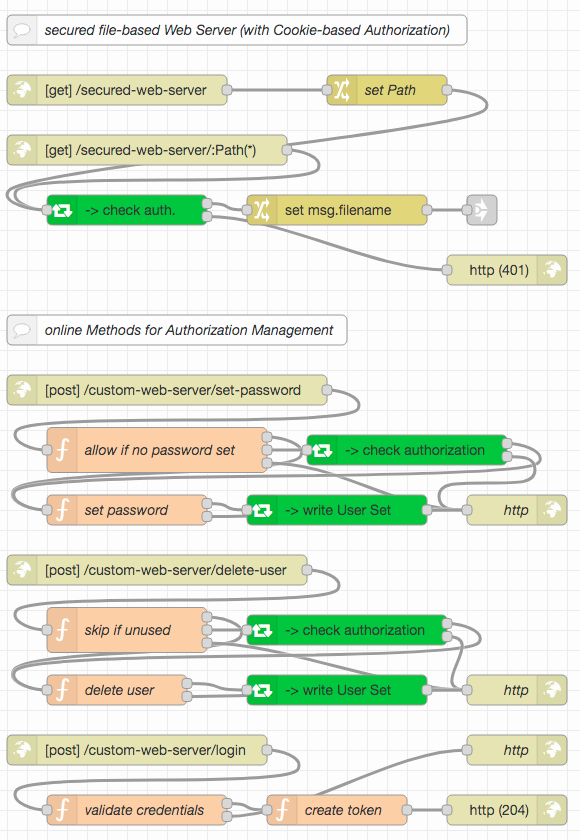 secured file-based Web Server (with Cookie-based Authorization)
[get] /secured-web-server
set Path
[get] /secured-web-server/:Path(*)
-> check auth.
set msg.filename
http (401)
online Methods for Authorization Management
[post] /custom-web-server/set-password
allow if no password set
-> check authorization
set password
-> write User Set
http
[post] /custom-web-server/delete-user
skip if unused
-> check authorization
delete user
-> write User Set
http
[post] /custom-web-server/login
http
validate credentials
create token
http (204)